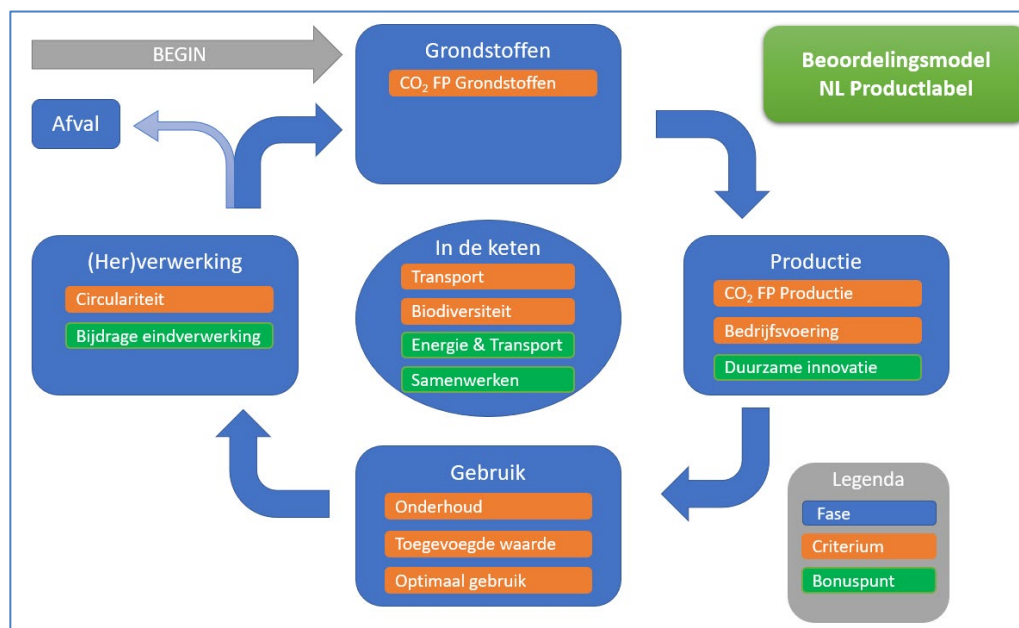 BEGIN
Grondstoffen
CO₂ FP Grondstoffen
Beoordelingsmodel
NL Productlabel
Afval
(Her)verwerking
Circulariteit
Bijdrage eindverwerking
In de keten
Transport
Biodiversiteit
Energie & Transport
Samenwerken
Productie
CO₂ FP Productie
Bedrijfsvoering
Duurzame innovatie
Gebruik
Onderhoud
Toegevoegde waarde
Optimaal gebruik
Legenda
Fase
Criterium
Bonuspunt